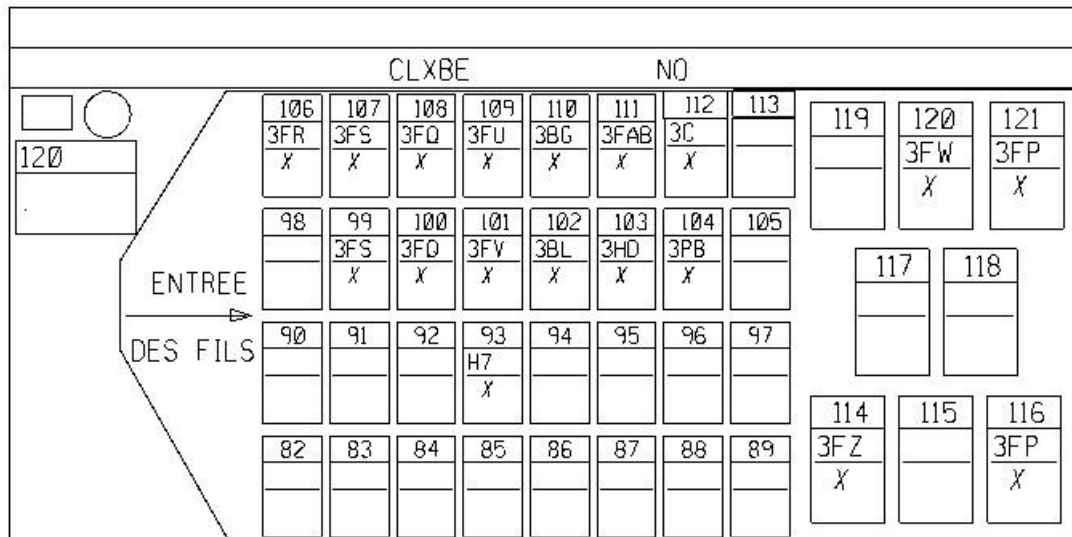 CLXBE NO
120
106 107 108 109 110 111 112 113
3FR 3FS 3FQ 3FU 3BG 3FAB 3C
X X X X X X X
119 120 121
3FW 3FP
X X
98 99 100 101 102 103 104 105
3FS 3FQ 3FV 3BL 3HD 3PB
X X X X X X
117 118
ENTREE
DES FILS
90 91 92 93 94 95 96 97
H7
X
114 115 116
3FZ 3FP
X X
82 83 84 85 86 87 88 89